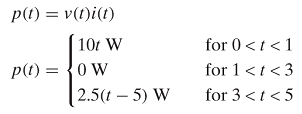 p(t) = v(t)i(t)
p(t) = { 10t W for 0 < t < 1
0 W for 1 < t < 3
2.5(t − 5) W for 3 < t < 5